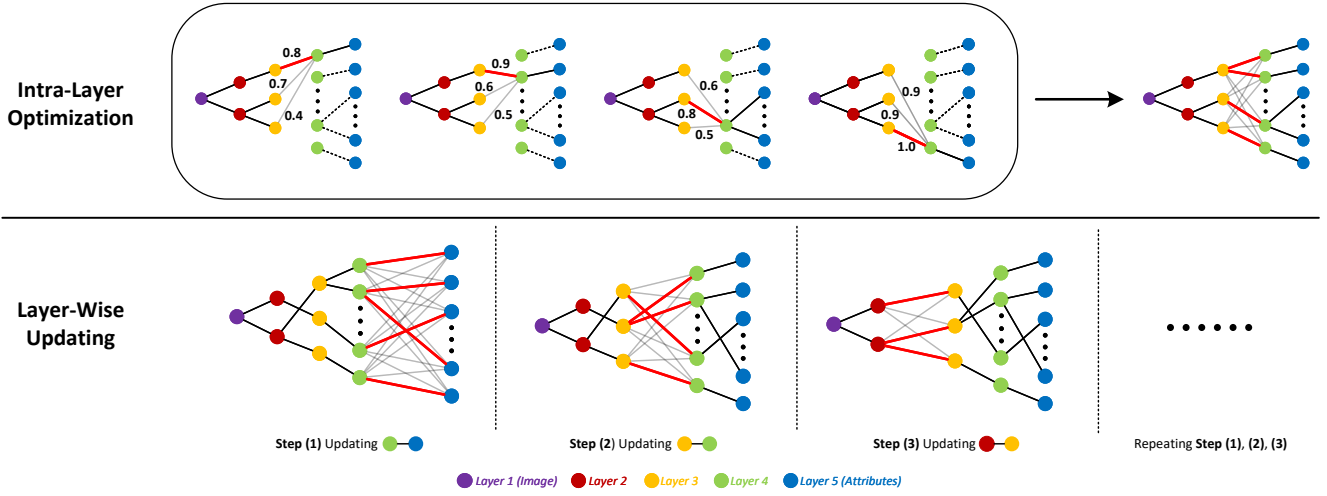 Intra-Layer
Optimization
0.8
0.7
0.4
0.9
0.6
0.5
0.6
0.8
0.5
0.9
0.9
1.0
Layer-Wise
Updating
Step (1) Updating
Step (2) Updating
Step (3) Updating
Repeating Step (1), (2), (3)
Layer 1 (Image) Layer 2 Layer 3 Layer 4 Layer 5 (Attributes)